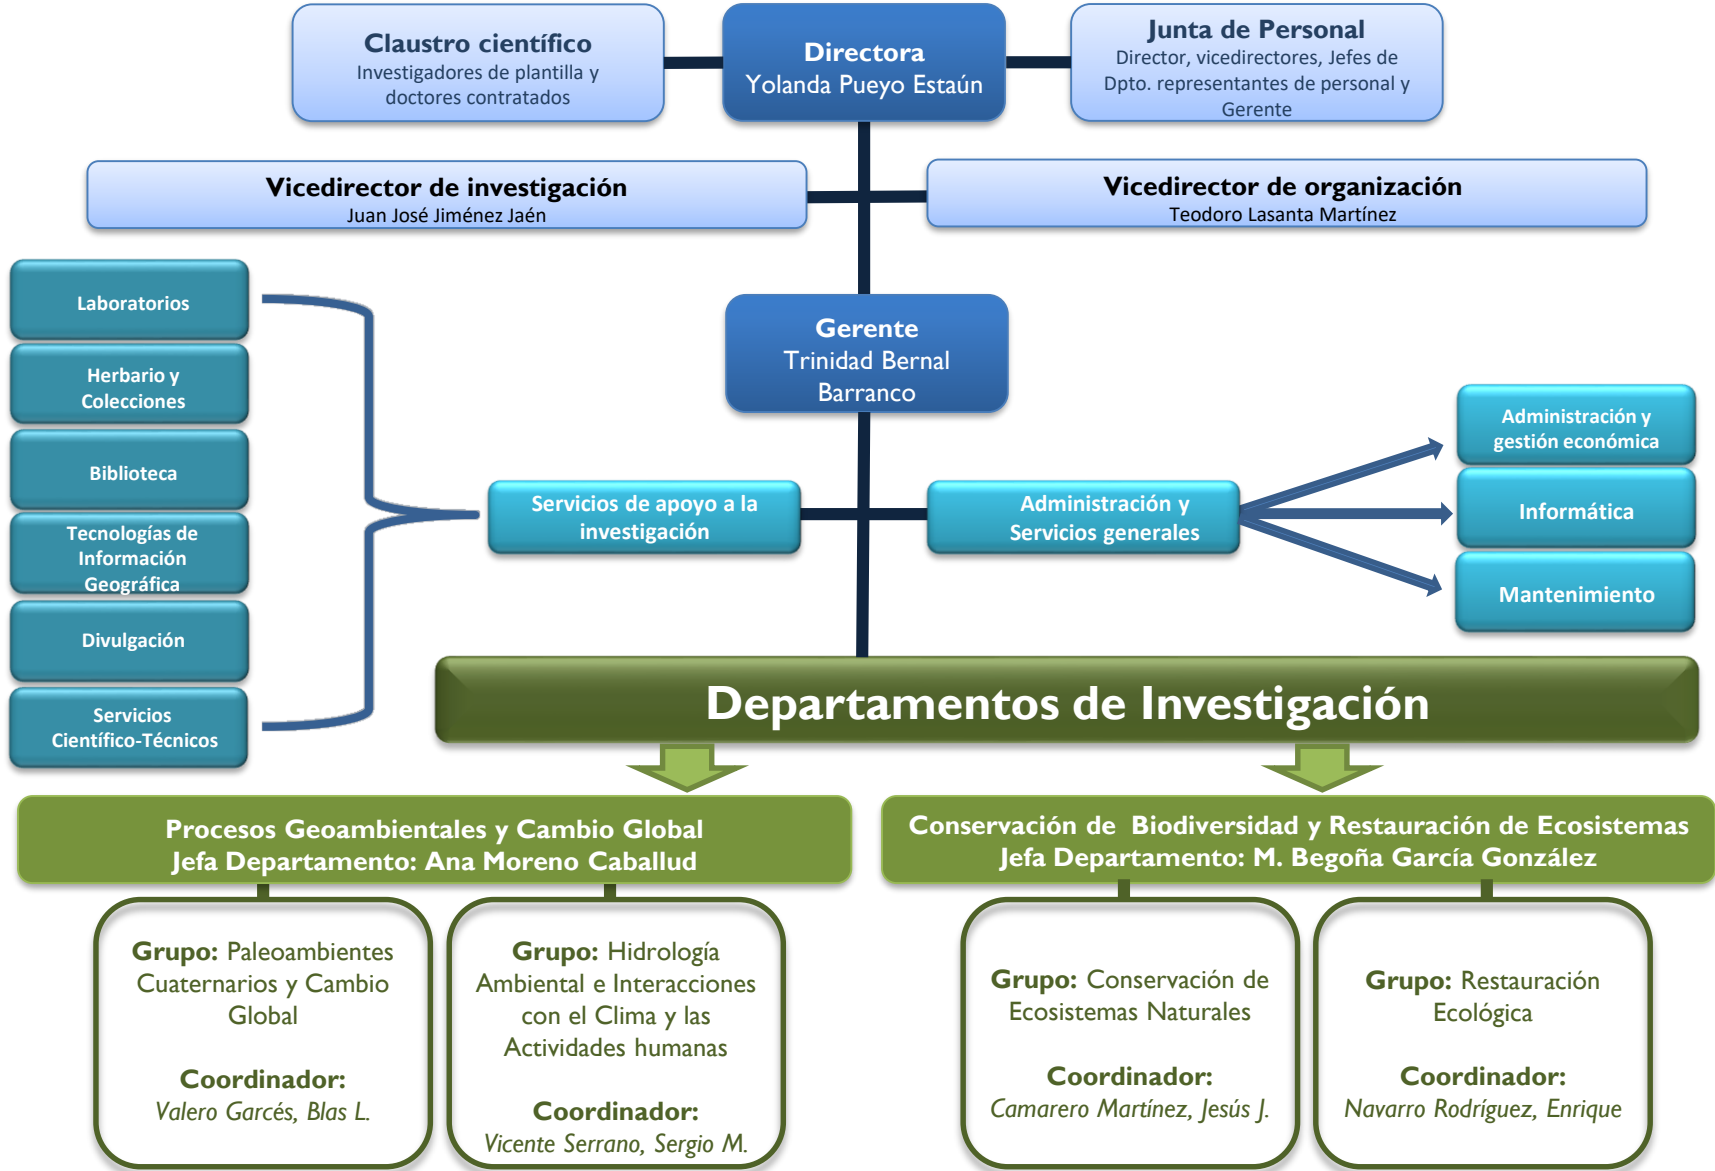 Claustro científico
Investigadores de plantilla y
doctores contratados
Directora
Yolanda Pueyo Estaún
Junta de Personal
Director, vicedirectores, Jefes de
Dpto. representantes de personal y
Gerente
Vicedirector de investigación
Juan José Jiménez Jaén
Vicedirector de organización
Teodoro Lasanta Martínez
Laboratorios
Herbario y
Colecciones
Biblioteca
Tecnologías de
Información
Geográfica
Divulgación
Servicios
Científico-Técnicos
Gerente
Trinidad Bernal
Barranco
Servicios de apoyo a la
investigación
Administración y
Servicios generales
Administración y
gestión económica
Informática
Mantenimiento
Departamentos de Investigación
Procesos Geoambientales y Cambio Global
Jefa Departamento: Ana Moreno Caballud
Conservación de Biodiversidad y Restauración de Ecosistemas
Jefa Departamento: M. Begoña García González
Grupo: Paleoambientes
Cuaternarios y Cambio
Global
Coordinador:
Valero Garcés, Blas L.
Grupo: Hidrología
Ambiental e Interacciones
con el Clima y las
Actividades humanas
Coordinador:
Vicente Serrano, Sergio M.
Grupo: Conservación de
Ecosistemas Naturales
Coordinador:
Camarero Martínez, Jesús J.
Grupo: Restauración
Ecológica
Coordinador:
Navarro Rodríguez, Enrique